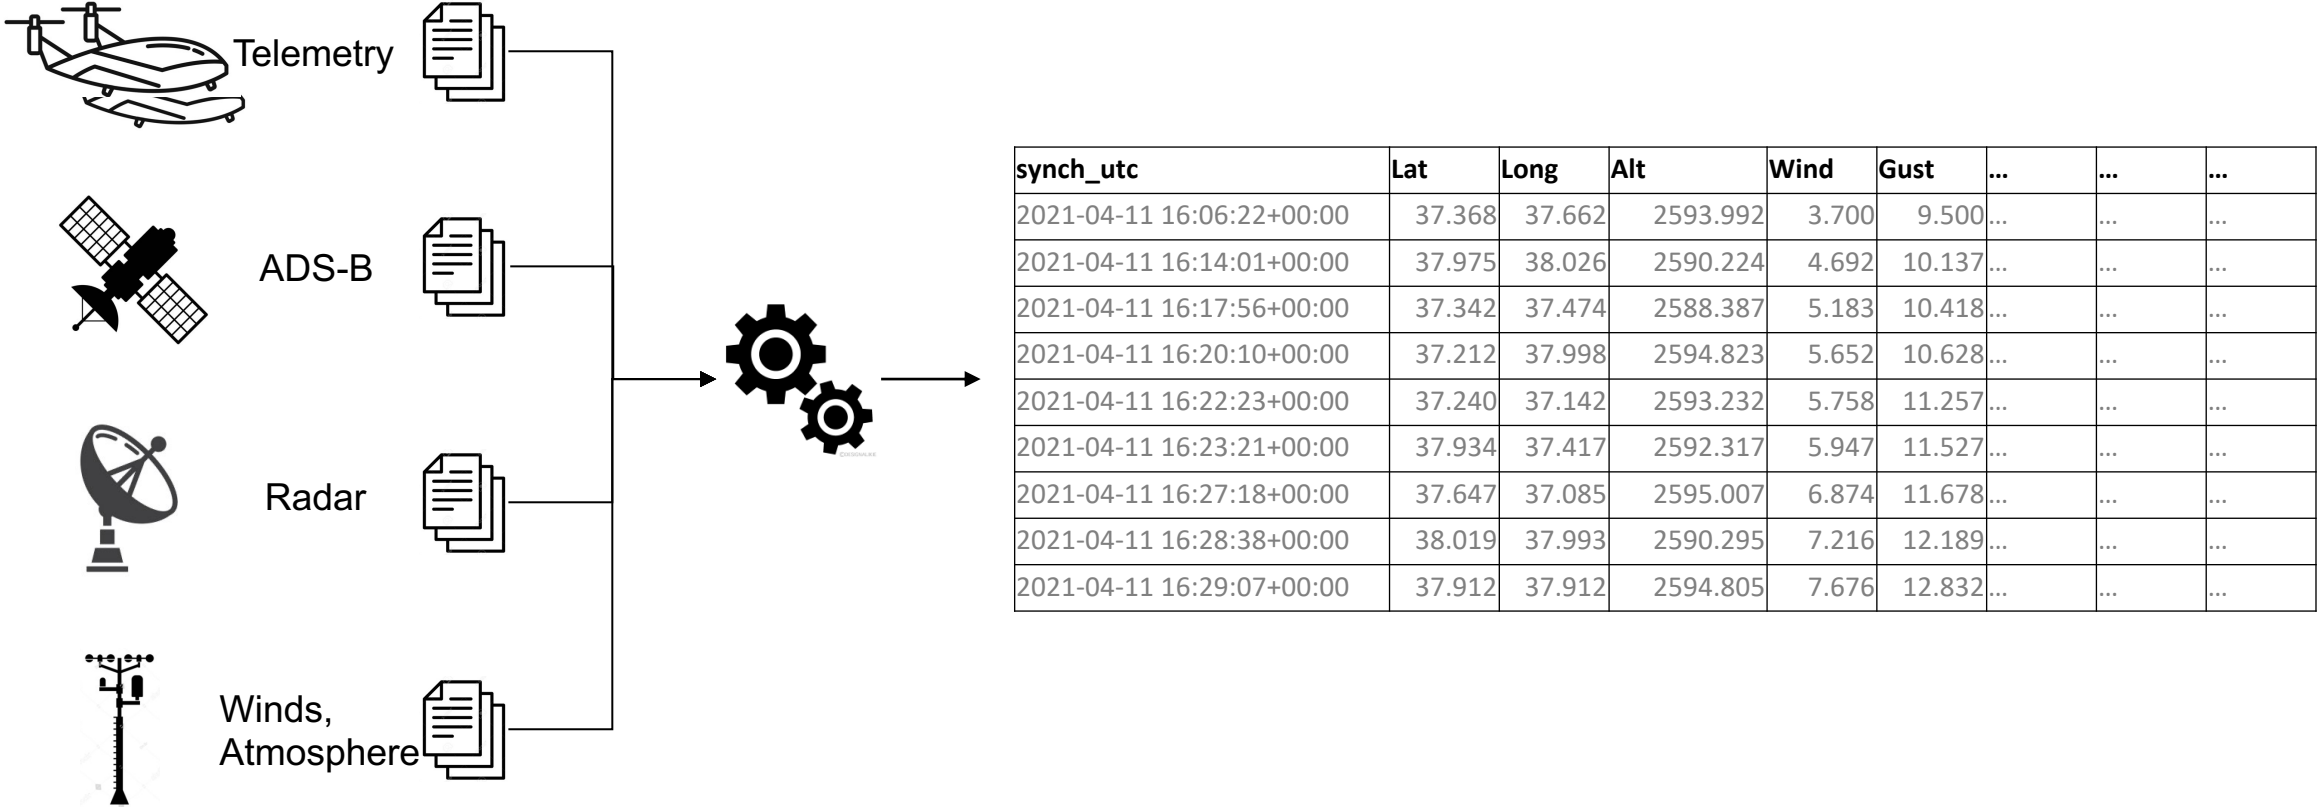 Telemetry
ADS-B
Radar
Winds,
Atmosphere
synch_utc Lat Long Alt Wind Gust ... ... ...
2021-04-11 16:06:22+00:00 37.368 37.662 2593.992 3.700 9.500 ... ... ...
2021-04-11 16:14:01+00:00 37.975 38.026 2590.224 4.692 10.137 ... ... ...
2021-04-11 16:17:56+00:00 37.342 37.474 2588.387 5.183 10.418 ... ... ...
2021-04-11 16:20:10+00:00 37.212 37.998 2594.823 5.652 10.628 ... ... ...
2021-04-11 16:22:23+00:00 37.240 37.142 2593.232 5.758 11.257 ... ... ...
2021-04-11 16:23:21+00:00 37.934 37.417 2592.317 5.947 11.527 ... ... ...
2021-04-11 16:27:18+00:00 37.647 37.085 2595.007 6.874 11.678 ... ... ...
2021-04-11 16:28:38+00:00 38.019 37.993 2590.295 7.216 12.189 ... ... ...
2021-04-11 16:29:07+00:00 37.912 37.912 2594.805 7.676 12.832 ... ... ...